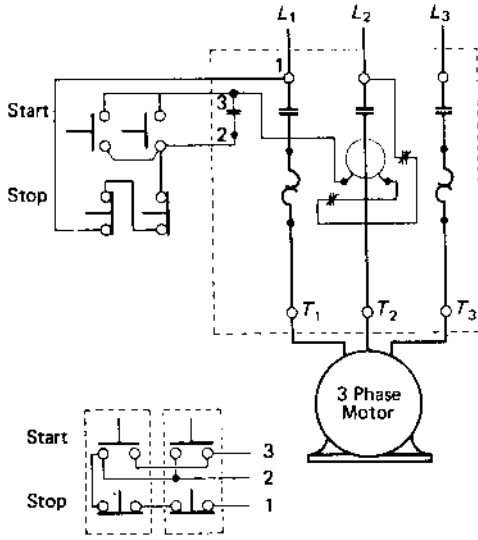 L1 L2 L3
1
3
Start
2
Stop
T1 T2 T3
3 Phase
Motor
Start
3
2
Stop
1